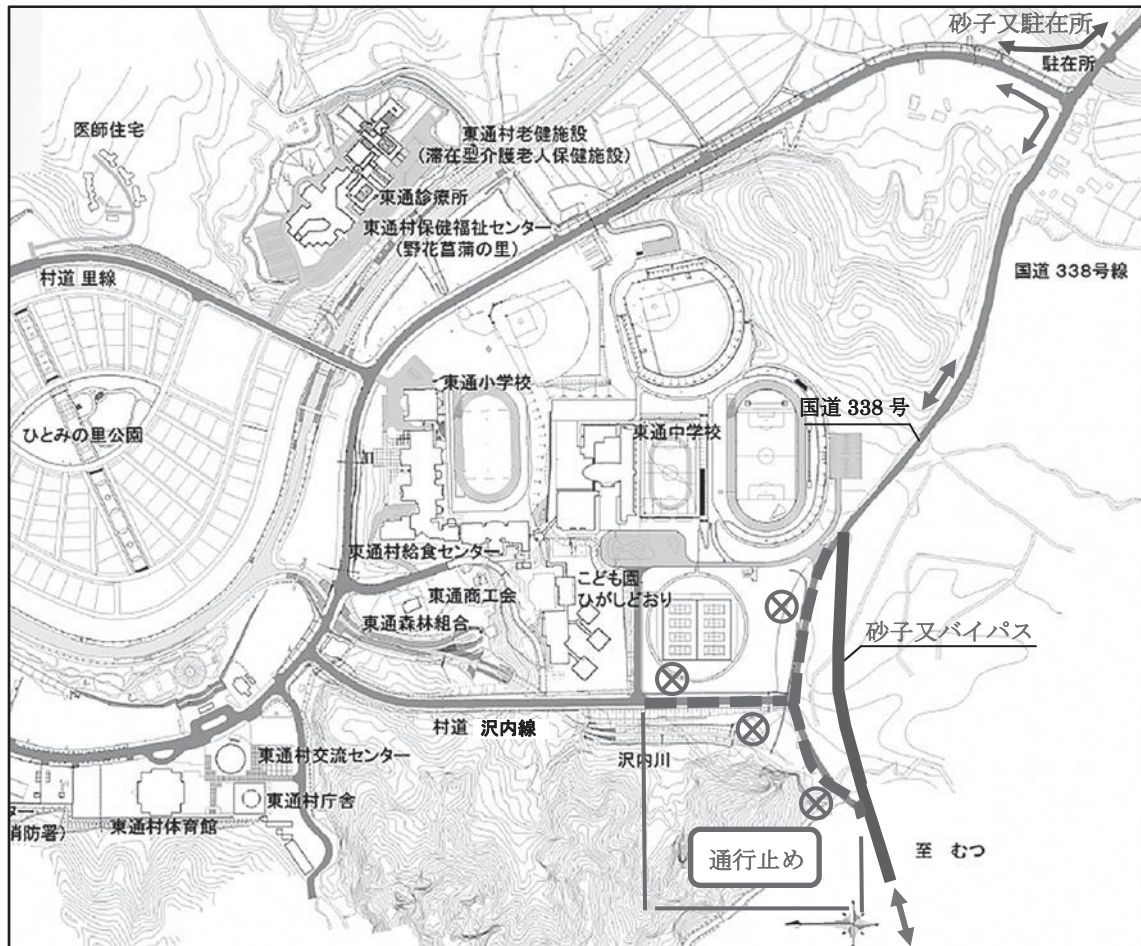 砂子又駐在所
駐在所
医師住宅
東通村老健施設
(滞在型介護老人保健施設)
東通診療所
東通村保健福祉センター
(野花菖蒲の里)
村道 里線
国道 338号線
東通小学校
国道 338 号
ひとみの里公園
東通中学校
東通村給食センター
こども園
ひがしどおり
東通商工会
東通森林組合
砂子又バイパス
村道 沢内線
沢内川
東通村交流センター
東通村庁舎
ター
消防署)
東通村体育館
通行止め
至 むつ